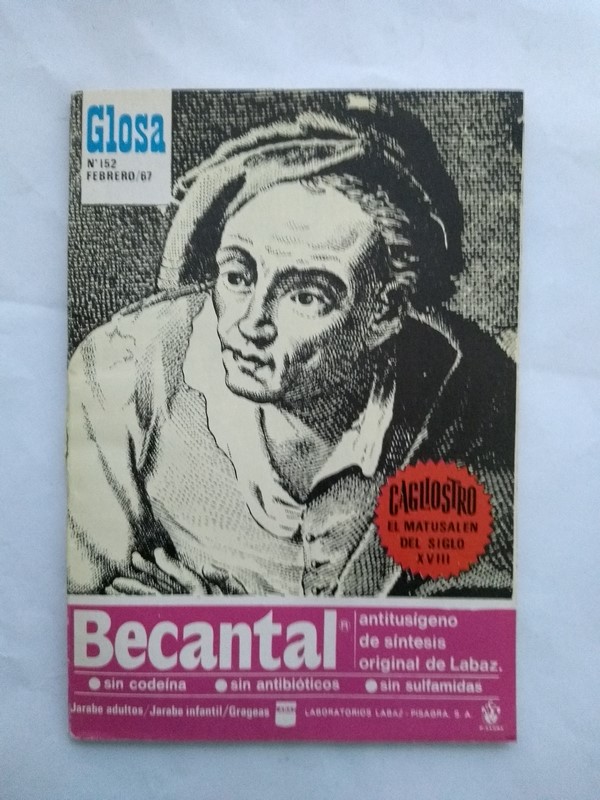 Glosa
Nº 152
FEBRERO/67
CAGLIOSTRO
EL MATUSALEN
DEL SIGLO
XVIII
Becantal®
antitusígeno
de síntesis
original de Labaz.
● sin codeína ● sin antibióticos ● sin sulfamidas
Jarabe adultos/Jarabe infantil/Grageas LABORATORIOS LABAZ - PISABRA, S. A.